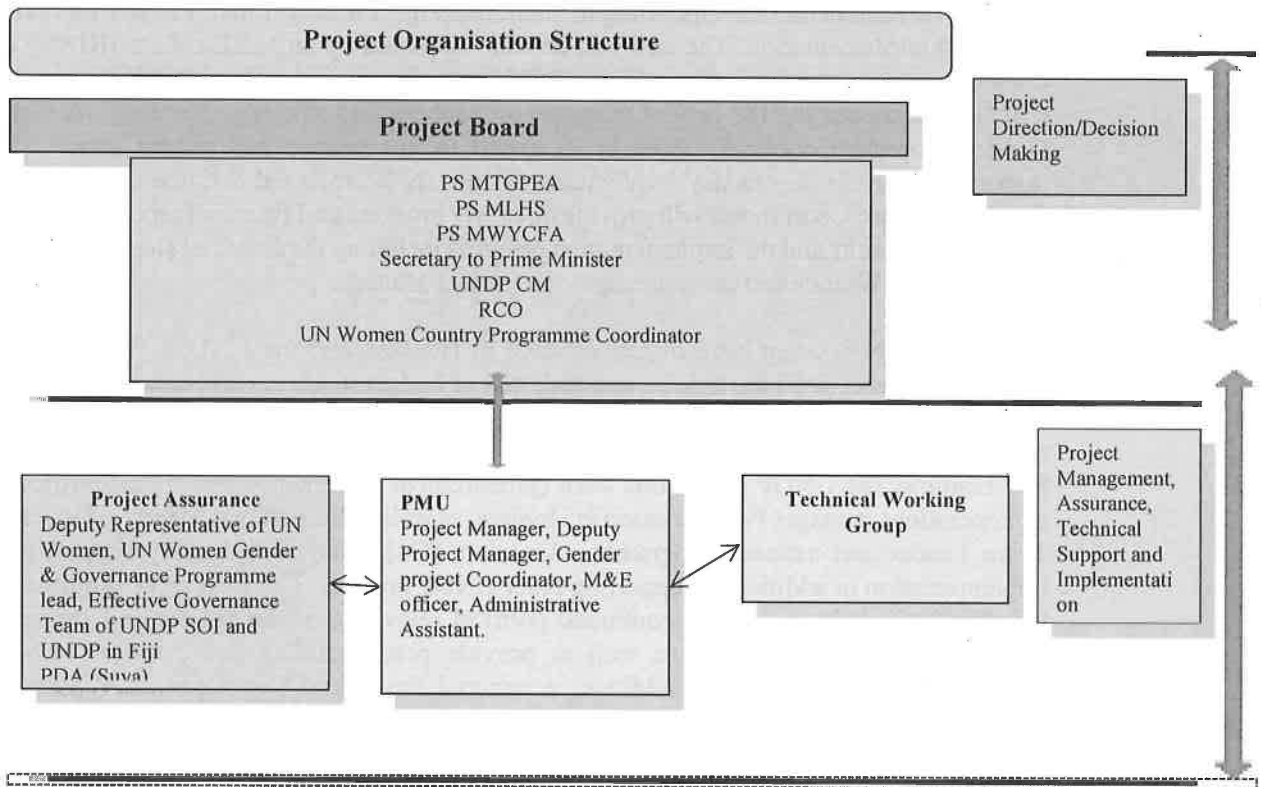 Project Organisation Structure
Project Board
PS MTGPEA
PS MLHS
PS MWYCFA
Secretary to Prime Minister
UNDP CM
RCO
UN Women Country Programme Coordinator
Project
Direction/Decision
Making
Project Assurance
Deputy Representative of UN
Women, UN Women Gender
& Governance Programme
lead, Effective Governance
Team of UNDP SOI and
UNDP in Fiji
PDA (Suva)
PMU
Project Manager, Deputy
Project Manager, Gender
project Coordinator, M&E
officer, Administrative
Assistant.
Technical Working
Group
Project
Management,
Assurance,
Technical
Support and
Implementati
on